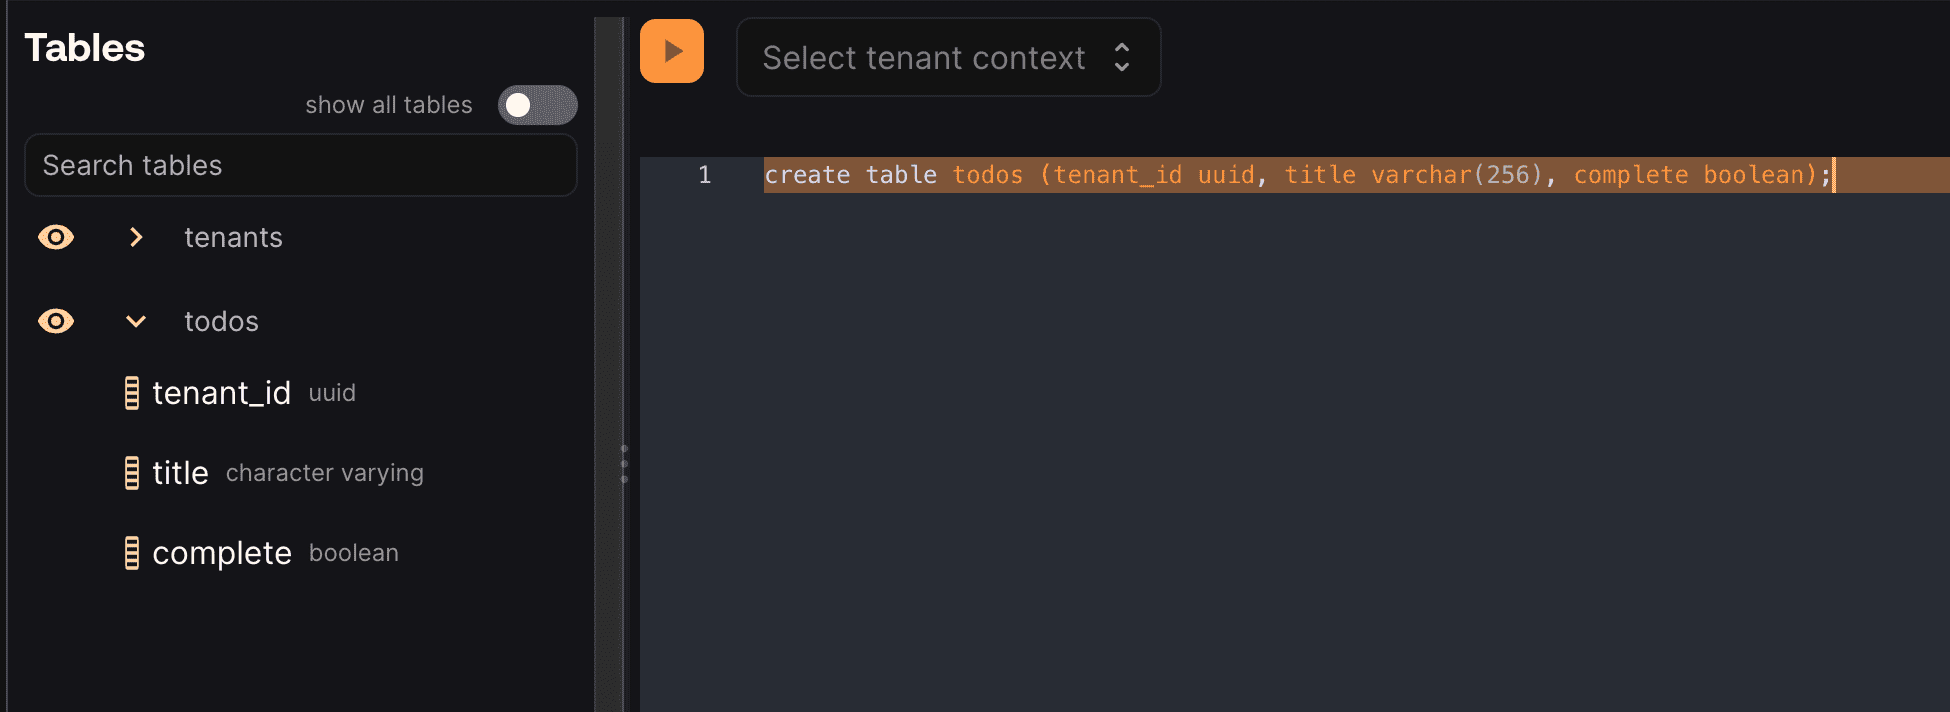 Tables
show all tables
Search tables
tenants
todos
tenant_id uuid
title character varying
complete boolean
Select tenant context
1 create table todos (tenant_id uuid, title varchar(256), complete boolean);